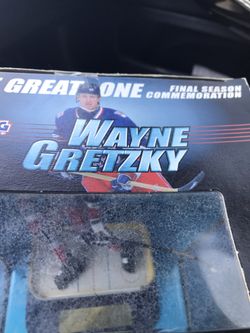 GREAT ONE
FINAL SEASON
COMMEMORATION
WAYNE
GRETZKY